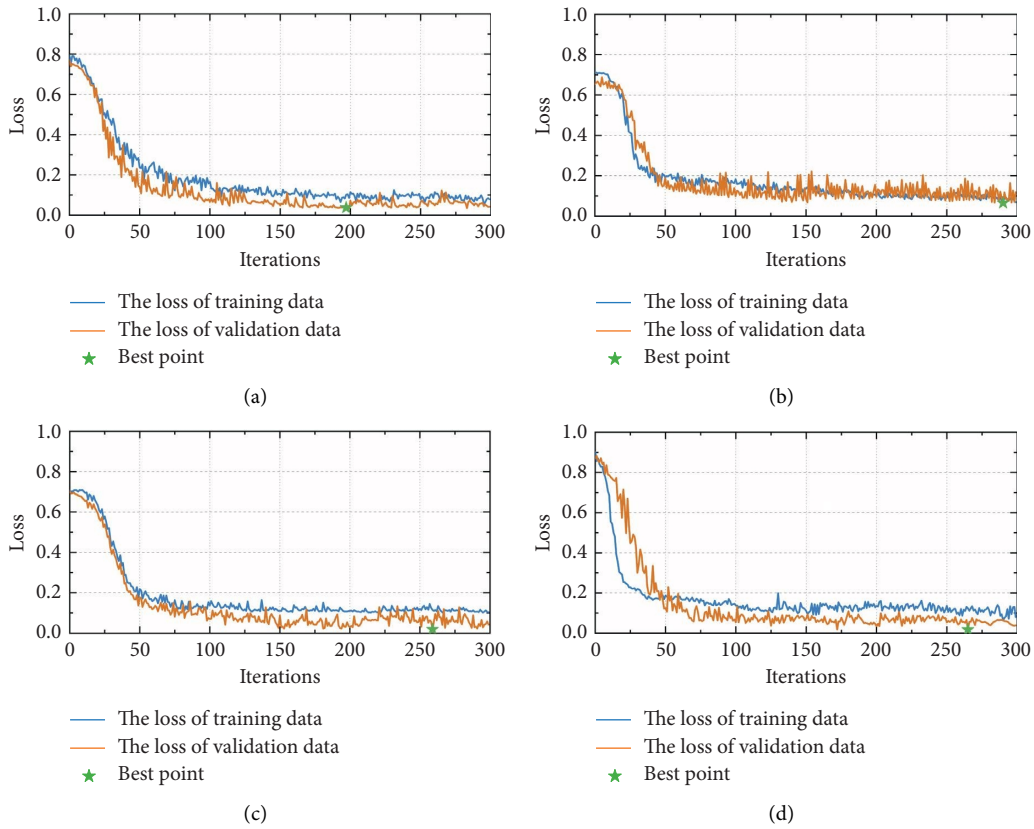 1.0
0.8
0.6
0.4
0.2
0.0
Loss
0 50 100 150 200 250 300
Iterations
The loss of training data
The loss of validation data
Best point
(a)
1.0
0.8
0.6
0.4
0.2
0.0
Loss
0 50 100 150 200 250 300
Iterations
The loss of training data
The loss of validation data
Best point
(b)
1.0
0.8
0.6
0.4
0.2
0.0
Loss
0 50 100 150 200 250 300
Iterations
The loss of training data
The loss of validation data
Best point
(c)
1.0
0.8
0.6
0.4
0.2
0.0
Loss
0 50 100 150 200 250 300
Iterations
The loss of training data
The loss of validation data
Best point
(d)